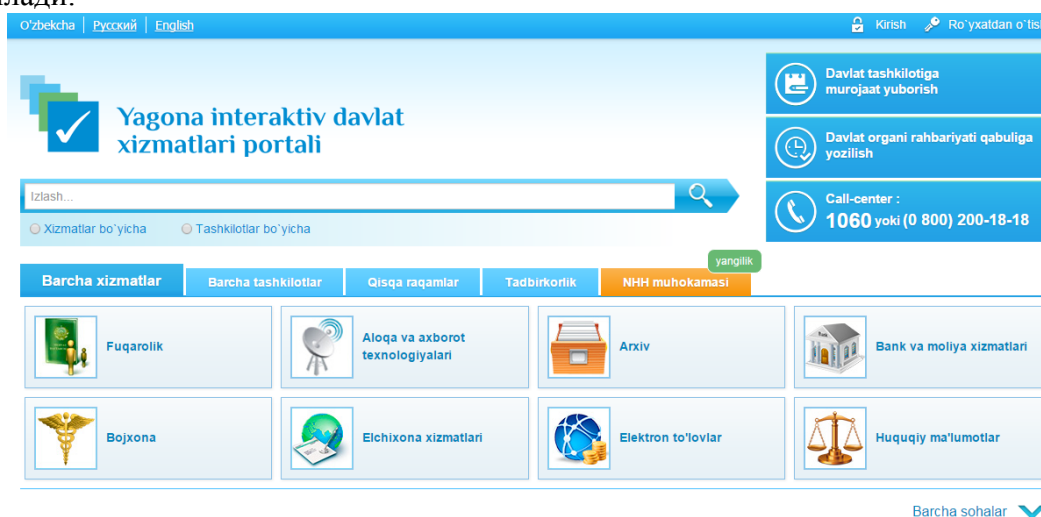 O'zbekcha | Русский | English
Kirish Ro`yxatdan o`tish
Yagona interaktiv davlat
xizmatlari portali
Izlash...
Xizmatlar bo`yicha Tashkilotlar bo`yicha
Davlat tashkilotiga
murojaat yuborish
Davlat organi rahbariyati qabuliga
yozilish
Call-center :
1060 yoki (0 800) 200-18-18
yangilik
Barcha xizmatlar Barcha tashkilotlar Qisqa raqamlar Tadbirkorlik NHH muhokamasi
Fuqarolik
Aloqa va axborot
texnologiyalari
Arxiv
Bank va moliya xizmatlari
Bojxona
Elchixona xizmatlari
Elektron to'lovlar
Huquqiy ma'lumotlar
Barcha sohalar